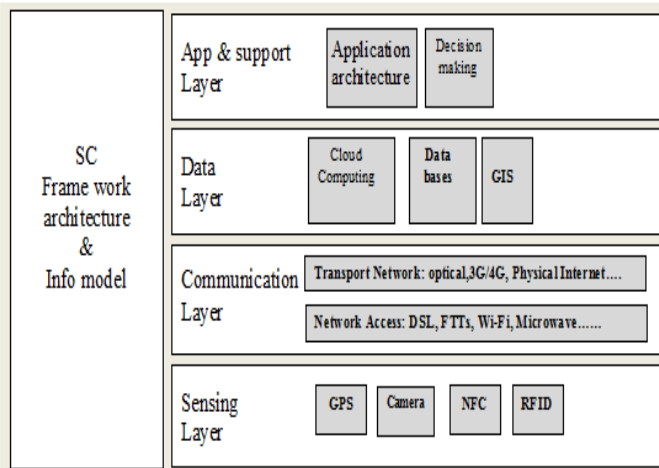 SC
Frame work
architecture
&
Info model
App & support
Layer
Application
architecture
Decision
making
Data
Layer
Cloud
Computing
Data
bases
GIS
Communication
Layer
Transport Network: optical,3G/4G, Physical Internet....
Network Access: DSL, FTTs, Wi-Fi, Microwave......
Sensing
Layer
GPS
Camera
NFC
RFID